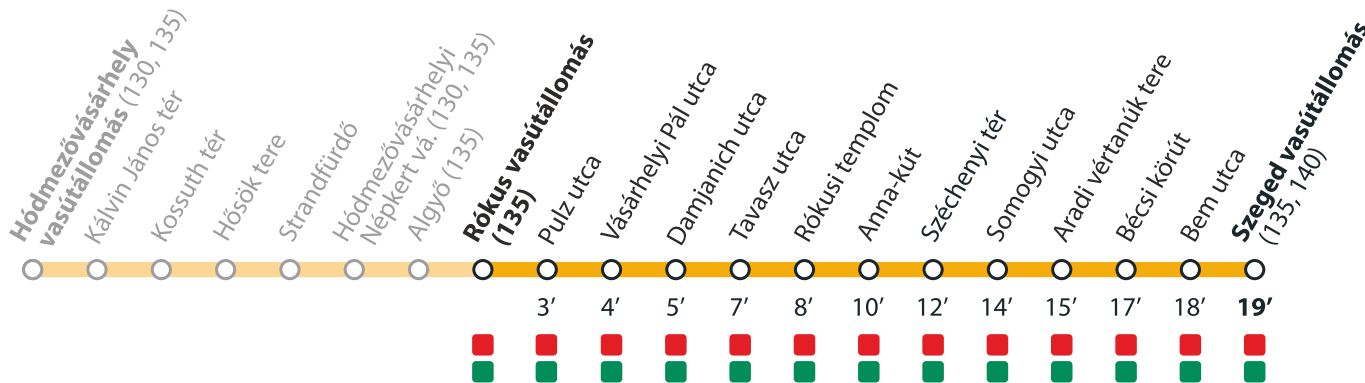 Hódmezővásárhely
vasútállomás (130, 135)
Kálvin János tér
Kossuth tér
Hősök tere
Strandfürdő
Hódmezővásárhelyi
Népkert vá. (130, 135)
Algyő (135)
Rókus vasútállomás
(135)
Pulz utca
Vásárhelyi Pál utca
Damjanich utca
Tavasz utca
Rókusi templom
Anna-kút
Széchenyi tér
Somogyi utca
Aradi vértanúk tere
Bécsi körút
Bem utca
Szeged vasútállomás
(135, 140)
3’ 4’ 5’ 7’ 8’ 10’ 12’ 14’ 15’ 17’ 18’ 19’